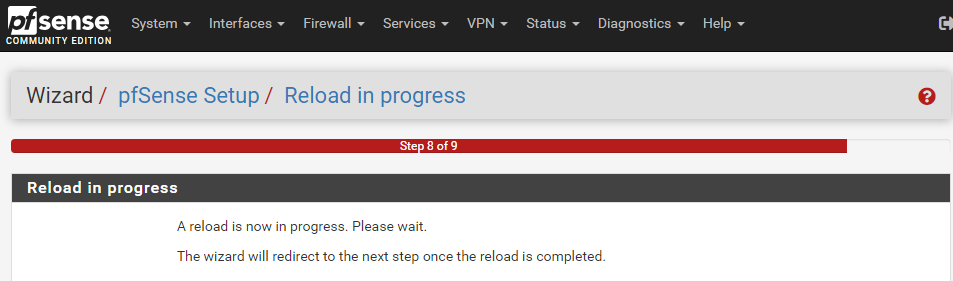 pfsense
COMMUNITY EDITION
System Interfaces Firewall Services VPN Status Diagnostics Help
Wizard / pfSense Setup / Reload in progress
Step 8 of 9
Reload in progress
A reload is now in progress. Please wait.
The wizard will redirect to the next step once the reload is completed.